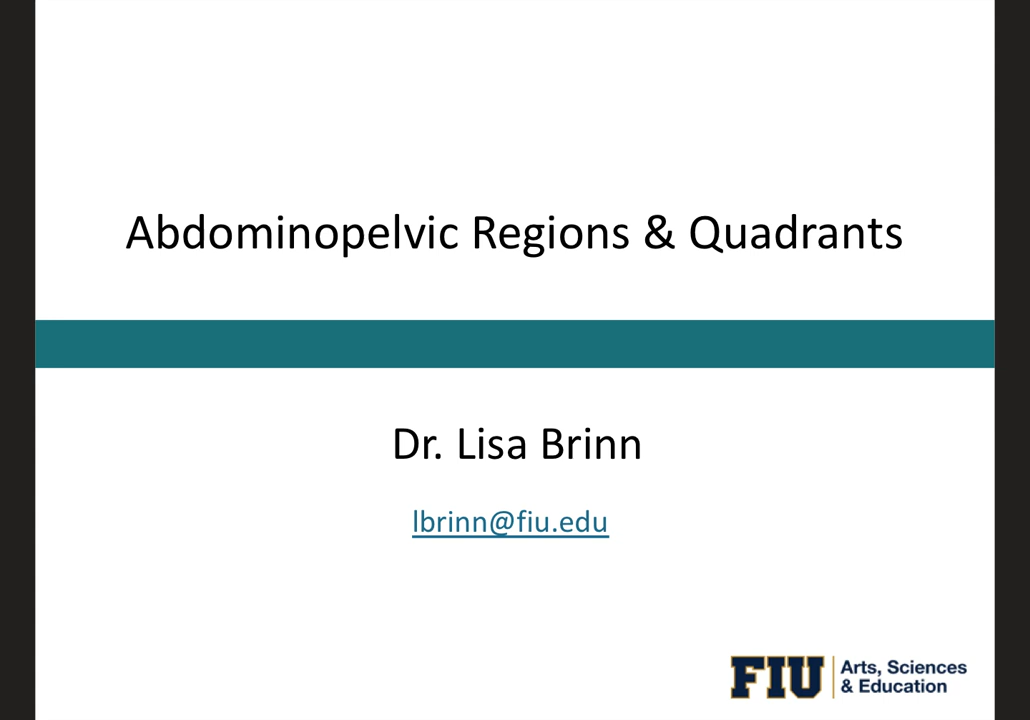 Abdominopelvic Regions & Quadrants
Dr. Lisa Brinn
lbrinn@fiu.edu
FIU
Arts, Sciences
& Education